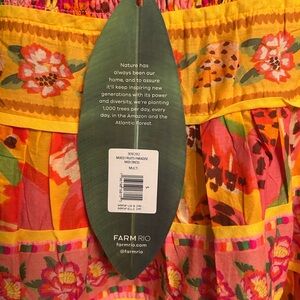 Nature has
always been our
home, and to assure
it'll keep inspiring new
generations with its power
and diversity, we're planting
1,000 trees per day, every
day, in the Amazon and the
Atlantic forest.
MIXED FRUITS PARADISE
MIDI DRESS
MULTI
FARM RIO
farmrio.com
@farmrio